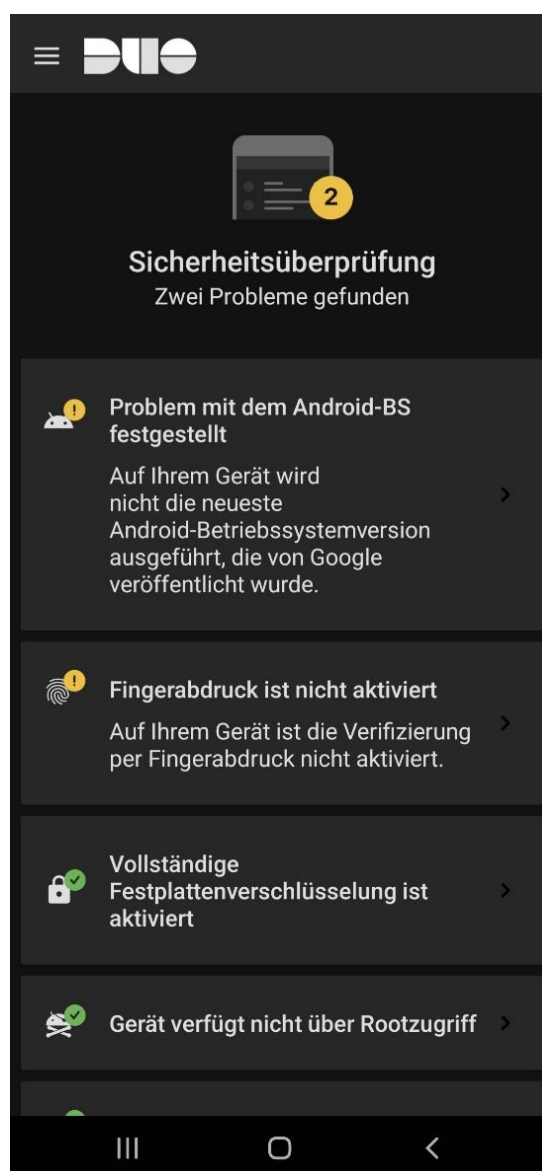 DUO
2
Sicherheitsüberprüfung
Zwei Probleme gefunden
Problem mit dem Android-BS
festgestellt
Auf Ihrem Gerät wird
nicht die neueste
Android-Betriebssystemversion
ausgeführt, die von Google
veröffentlicht wurde.
Fingerabdruck ist nicht aktiviert
Auf Ihrem Gerät ist die Verifizierung
per Fingerabdruck nicht aktiviert.
Vollständige
Festplattenverschlüsselung ist
aktiviert
Gerät verfügt nicht über Rootzugriff